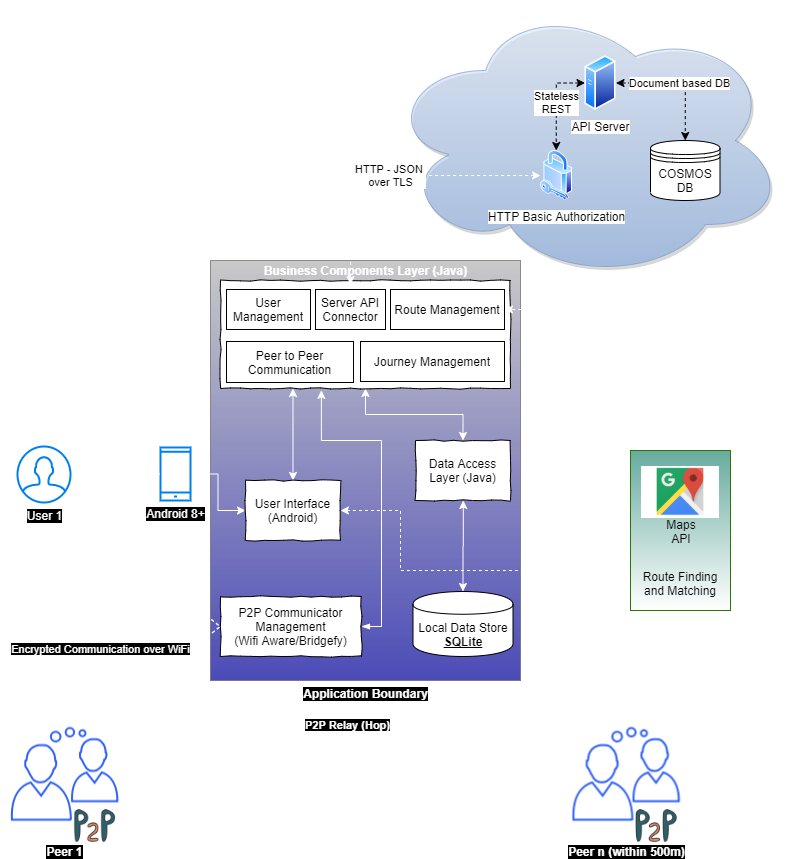 Document based DB
Stateless
REST
API Server
HTTP - JSON
over TLS
COSMOS
DB
HTTP Basic Authorization
Business Components Layer (Java)
User
Management
Server API
Connector
Route Management
Peer to Peer
Communication
Journey Management
Data Access
Layer (Java)
User 1
Android 8+
User Interface
(Android)
G
Maps
API
Route Finding
and Matching
P2P Communicator
Management
(Wifi Aware/Bridgefy)
Local Data Store
SQLite
Encrypted Communication over WiFi
Application Boundary
P2P Relay (Hop)
P2P
Peer 1
P2P
Peer n (within 500m)